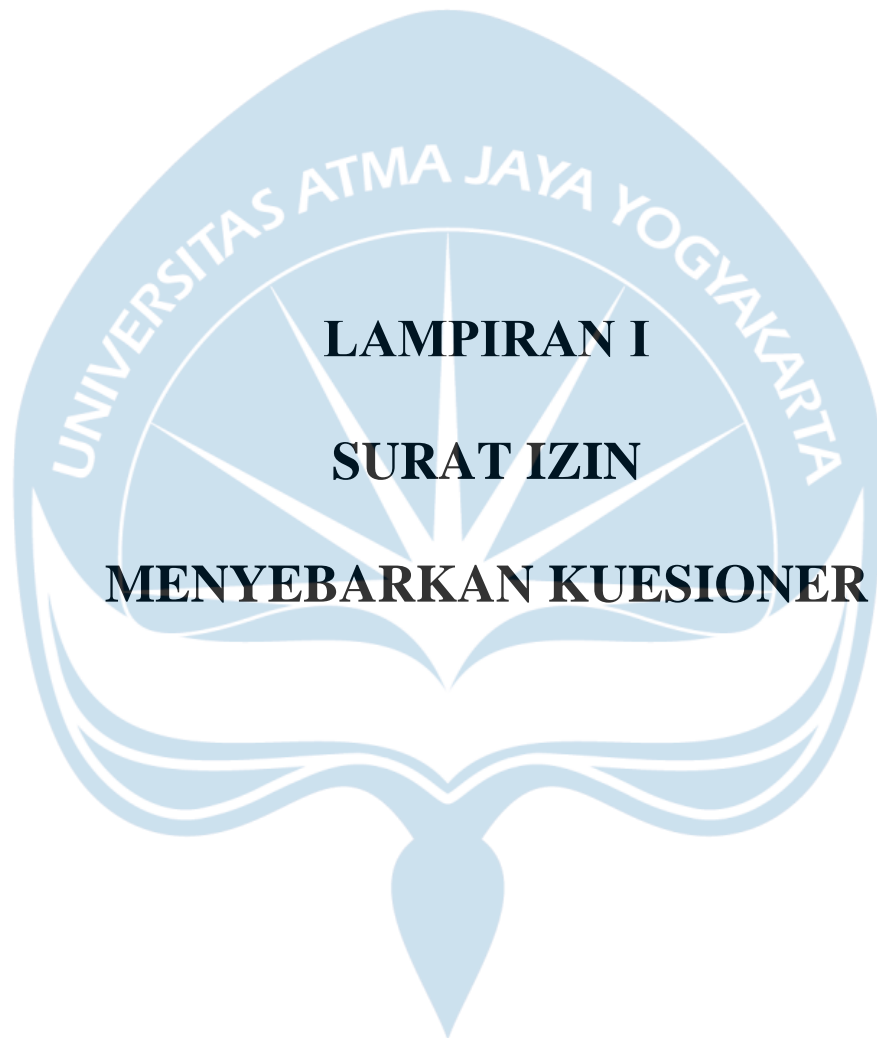 UNIVERSITAS ATMA JAYA YOGYAKARTA
LAMPIRAN I
SURAT IZIN
MENYEBARKAN KUESIONER